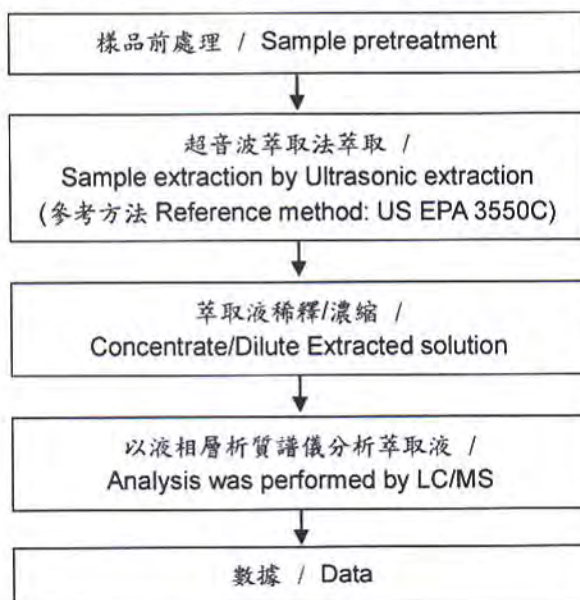 樣品前處理 / Sample pretreatment
超音波萃取法萃取 /
Sample extraction by Ultrasonic extraction
(參考方法 Reference method: US EPA 3550C)
萃取液稀釋/濃縮 /
Concentrate/Dilute Extracted solution
以液相層析質譜儀分析萃取液 /
Analysis was performed by LC/MS
數據 / Data